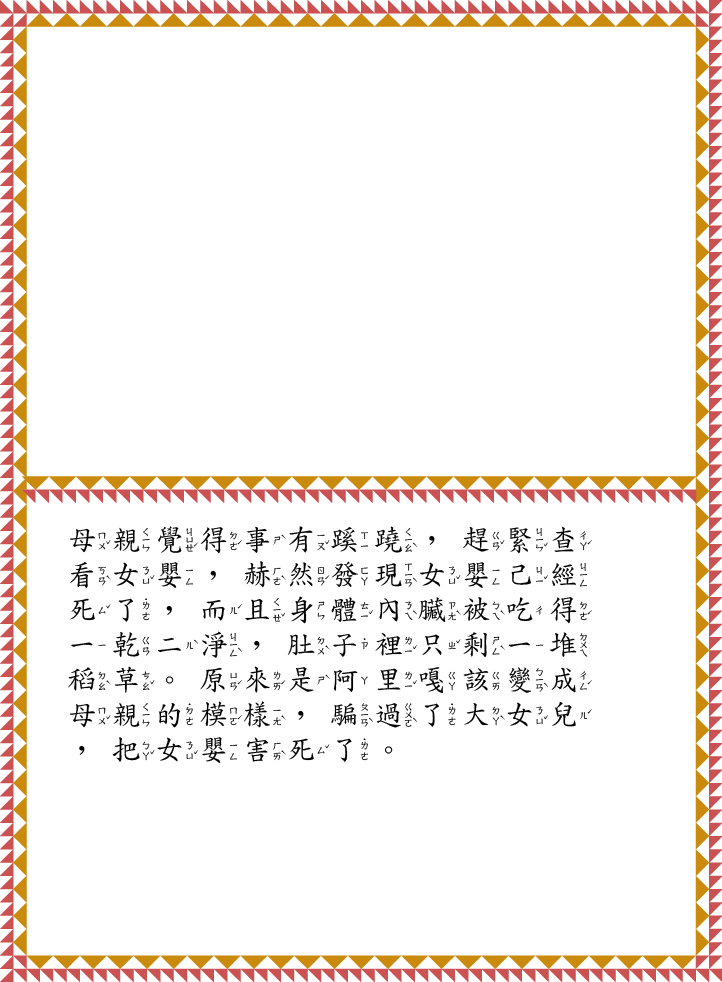 母親覺得事有蹊蹺，趕緊查
看女嬰，赫然發現女嬰己經
死了，而且身體內臟被吃得
一乾二淨，肚子裡只剩一堆
稻草。原來是阿里嘎該變成
母親的模樣，騙過了大女兒
，把女嬰害死了。